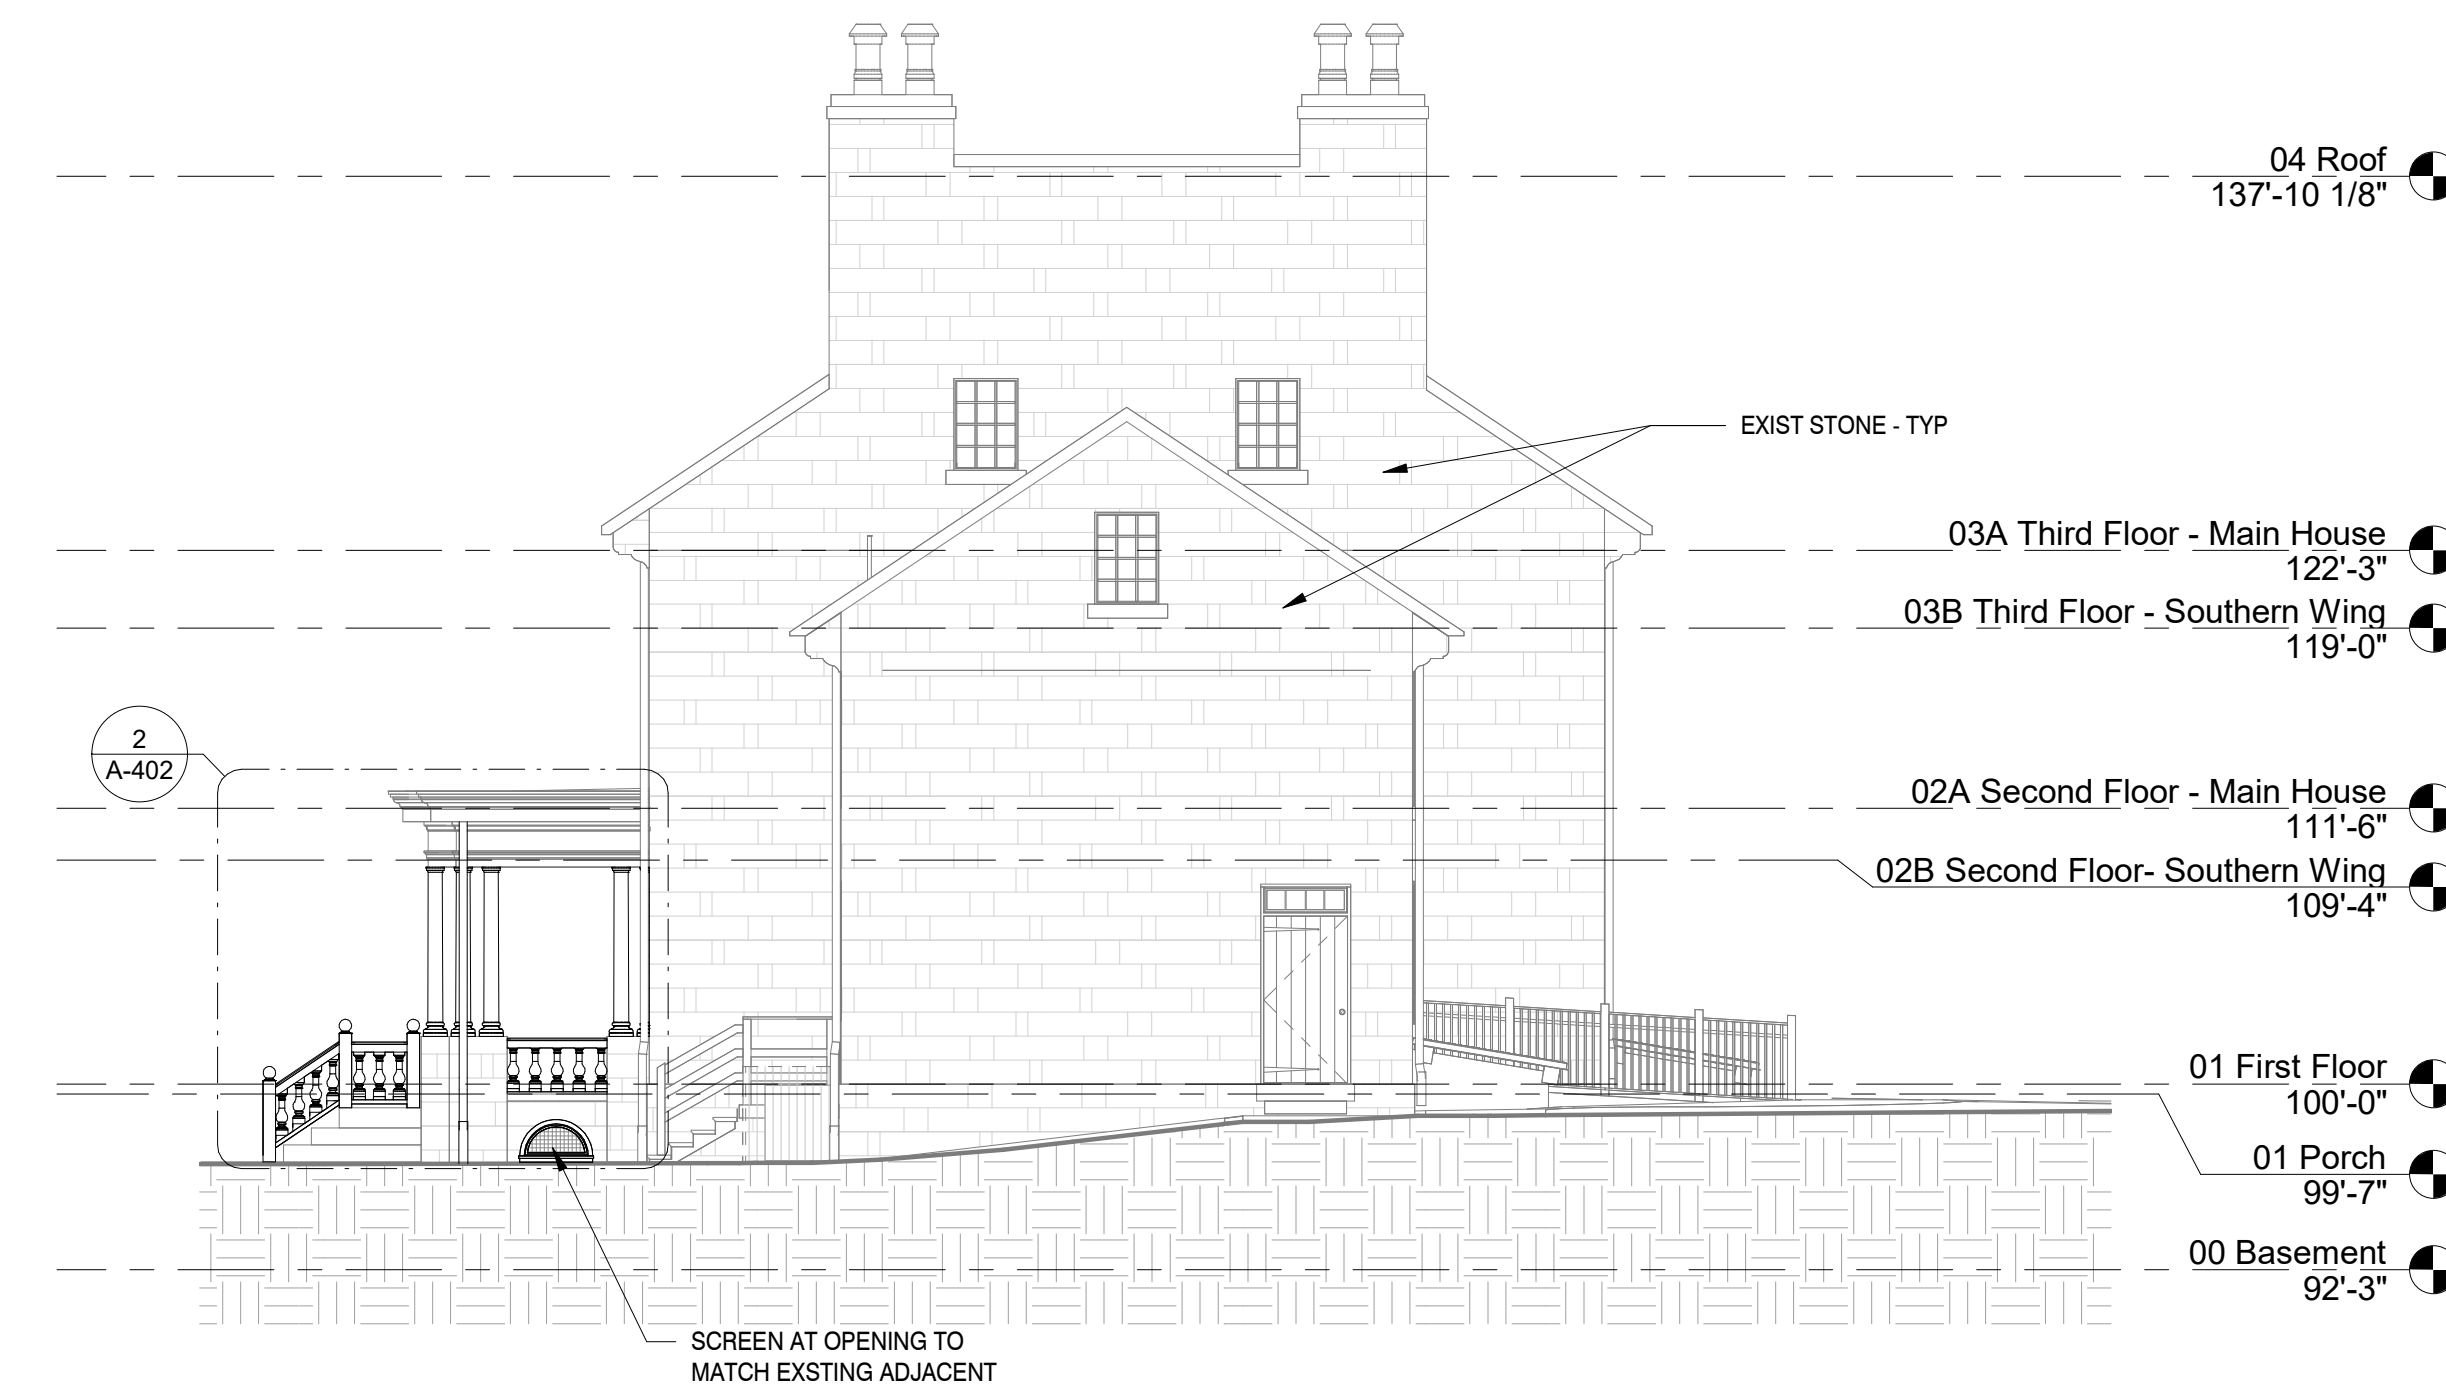 04 Roof
137'-10 1/8"
EXIST STONE - TYP
03A Third Floor - Main House
122'-3"
03B Third Floor - Southern Wing
119'-0"
2
A-402
02A Second Floor - Main House
111'-6"
02B Second Floor- Southern Wing
109'-4"
01 First Floor
100'-0"
01 Porch
99'-7"
00 Basement
92'-3"
SCREEN AT OPENING TO
MATCH EXSTING ADJACENT